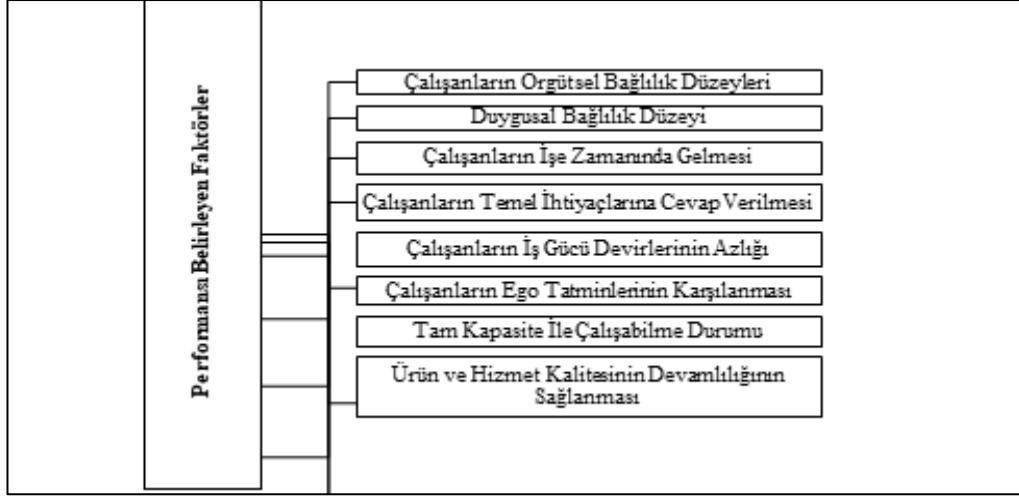 Performansı Belirleyen Faktörler
Çalışanların Orgütsel Bağlılık Düzeyleri
Duygusal Bağlılık Düzeyi
Çalışanların İşe Zamanında Gelmesi
Çalışanların Temel İhtiyaçlarına Cevap Verilmesi
Çalışanların İş Gücü Devirlerinin Azlığı
Çalışanların Ego Tatminlerinin Karşılanması
Tam Kapasite İle Çalışabilme Durumu
Ürün ve Hizmet Kalitesinin Devamlılığının
Sağlanması